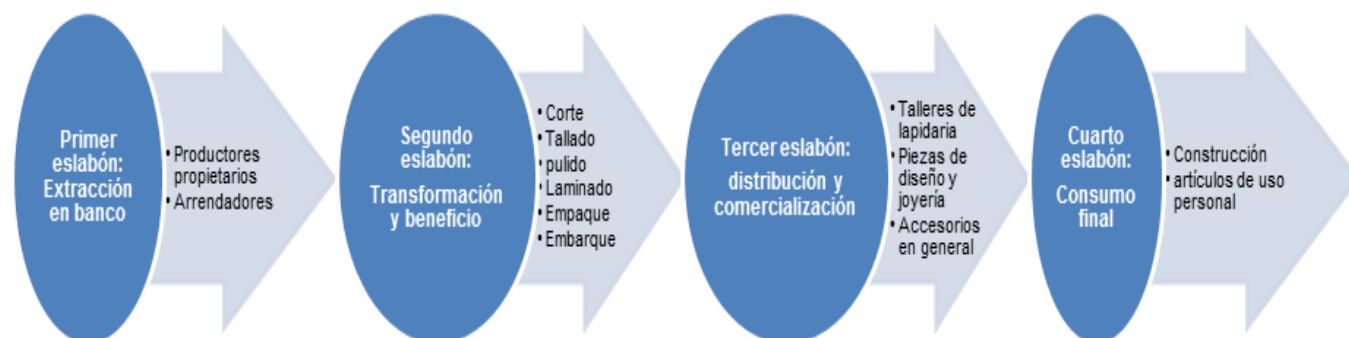 Primer
eslabón:
Extracción
en banco
• Productores
propietarios
• Arrendadores
Segundo
eslabón:
Transformación
y beneficio
• Corte
• Tallado
• pulido
• Laminado
• Empaque
• Embarque
Tercer eslabón:
distribución y
comercialización
• Talleres de
lapidaria
• Piezas de
diseño y
joyería
• Accesorios
en general
Cuarto
eslabón:
Consumo
final
• Construcción
• artículos de uso
personal